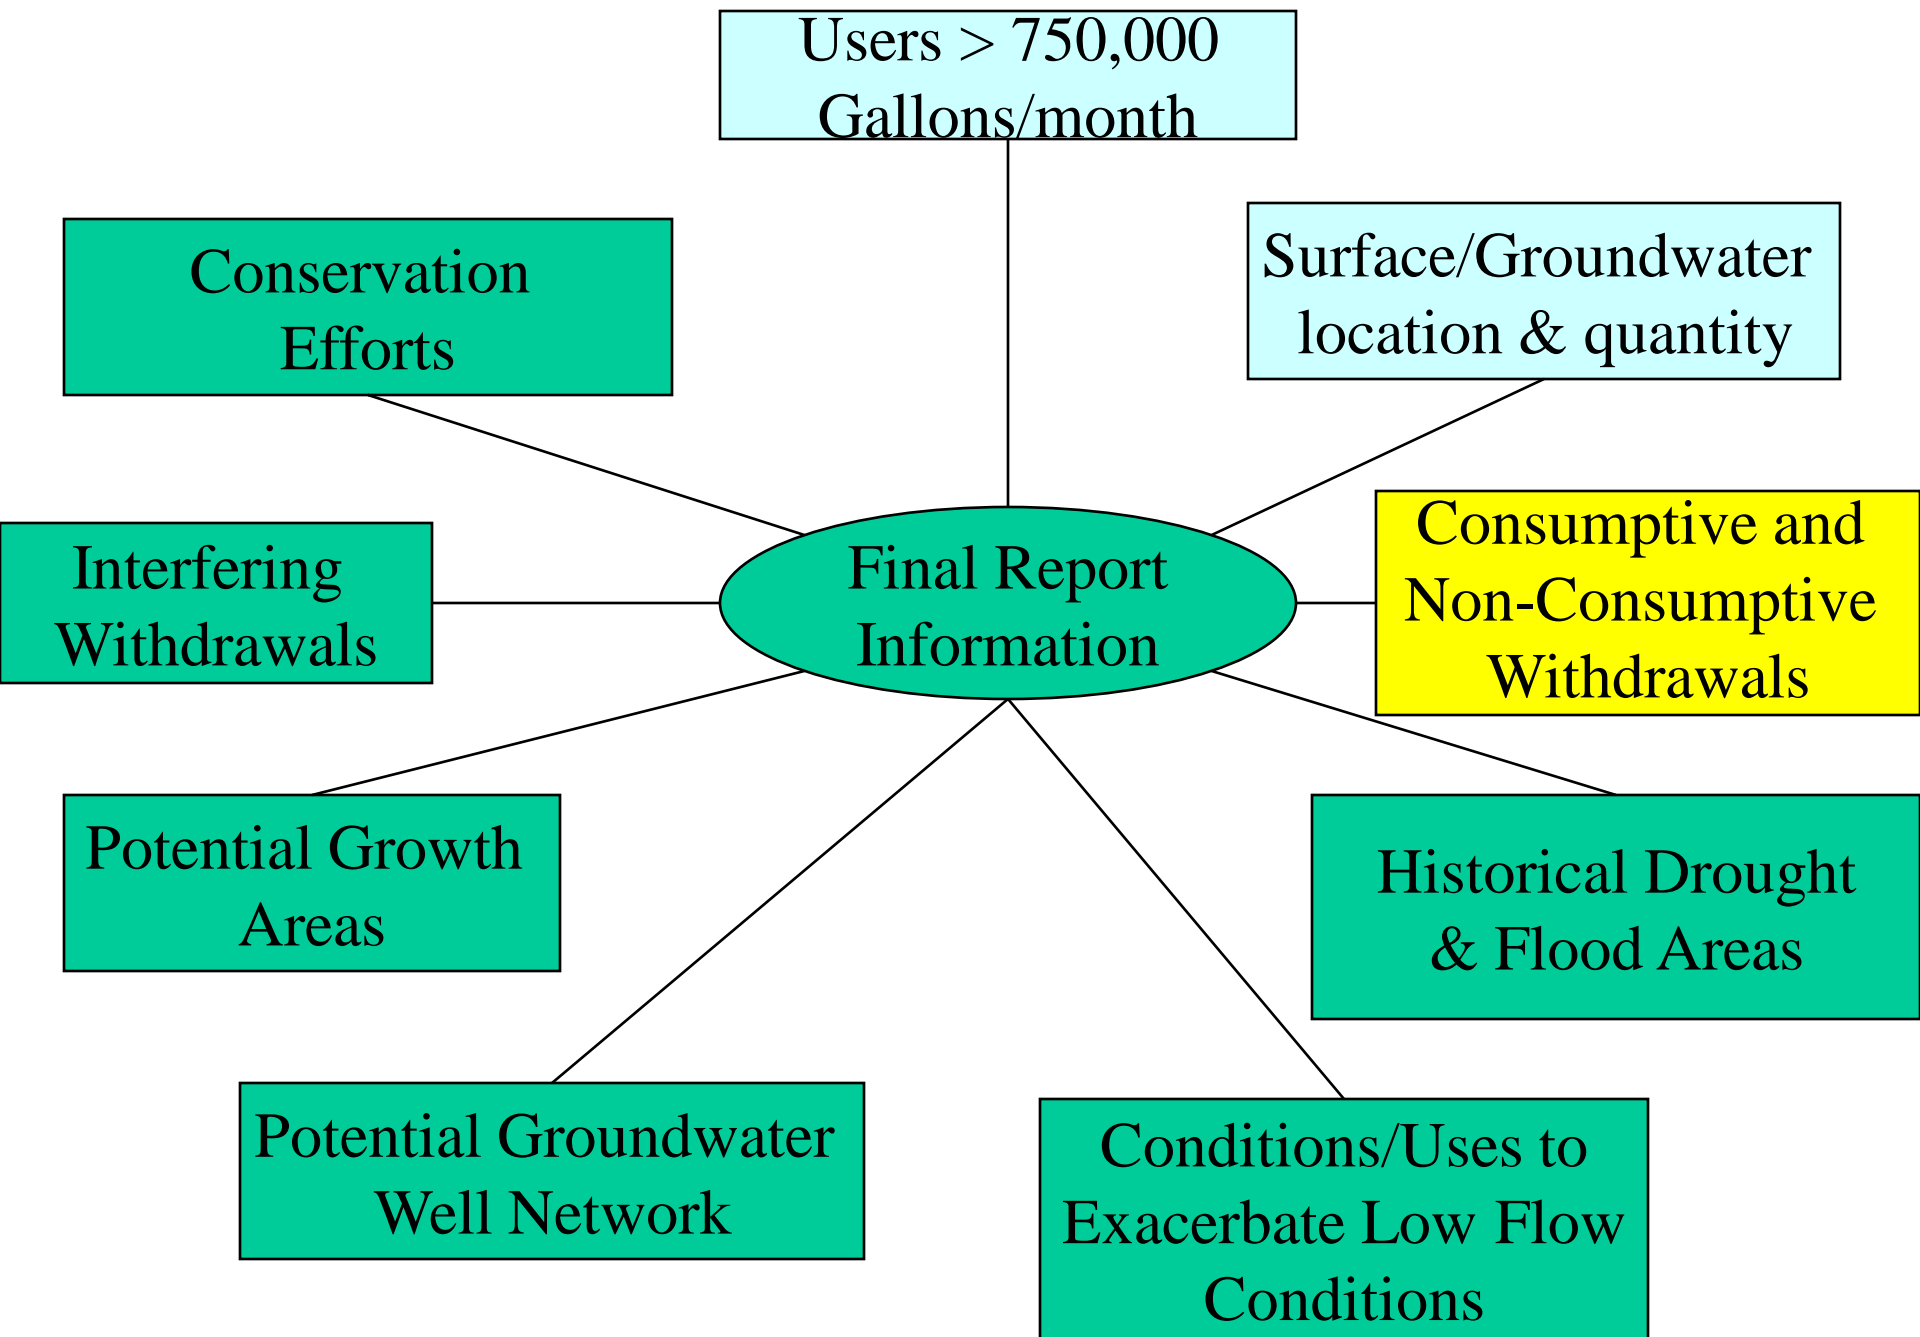 Users > 750,000
Gallons/month
Conservation
Efforts
Surface/Groundwater
location & quantity
Interfering
Withdrawals
Final Report
Information
Consumptive and
Non-Consumptive
Withdrawals
Potential Growth
Areas
Historical Drought
& Flood Areas
Potential Groundwater
Well Network
Conditions/Uses to
Exacerbate Low Flow
Conditions